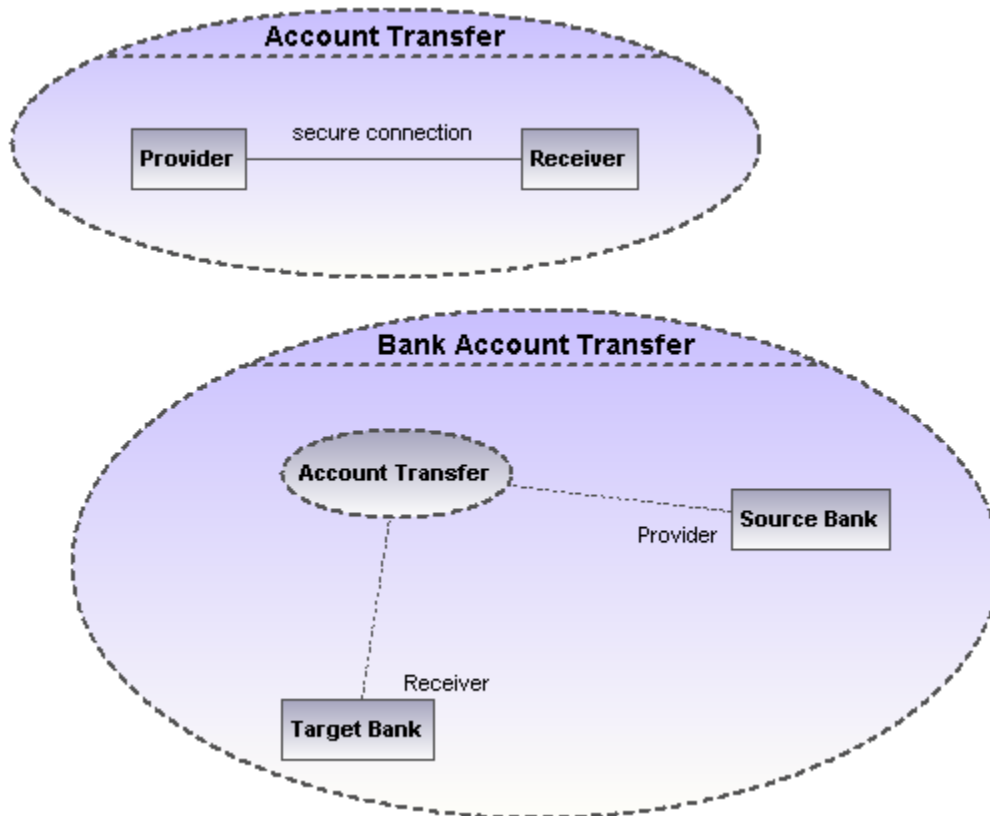 Account Transfer
secure connection
Provider
Receiver
Bank Account Transfer
Account Transfer
Source Bank
Provider
Receiver
Target Bank